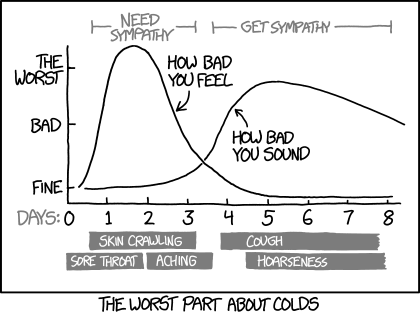 NEED
SYMPATHY
GET SYMPATHY
THE
WORST
HOW BAD
YOU FEEL
BAD
HOW BAD
YOU SOUND
FINE
DAYS: 0 1 2 3 4 5 6 7 8
SKIN CRAWLING
COUGH
SORE THROAT
ACHING
HOARSENESS
THE WORST PART ABOUT COLDS